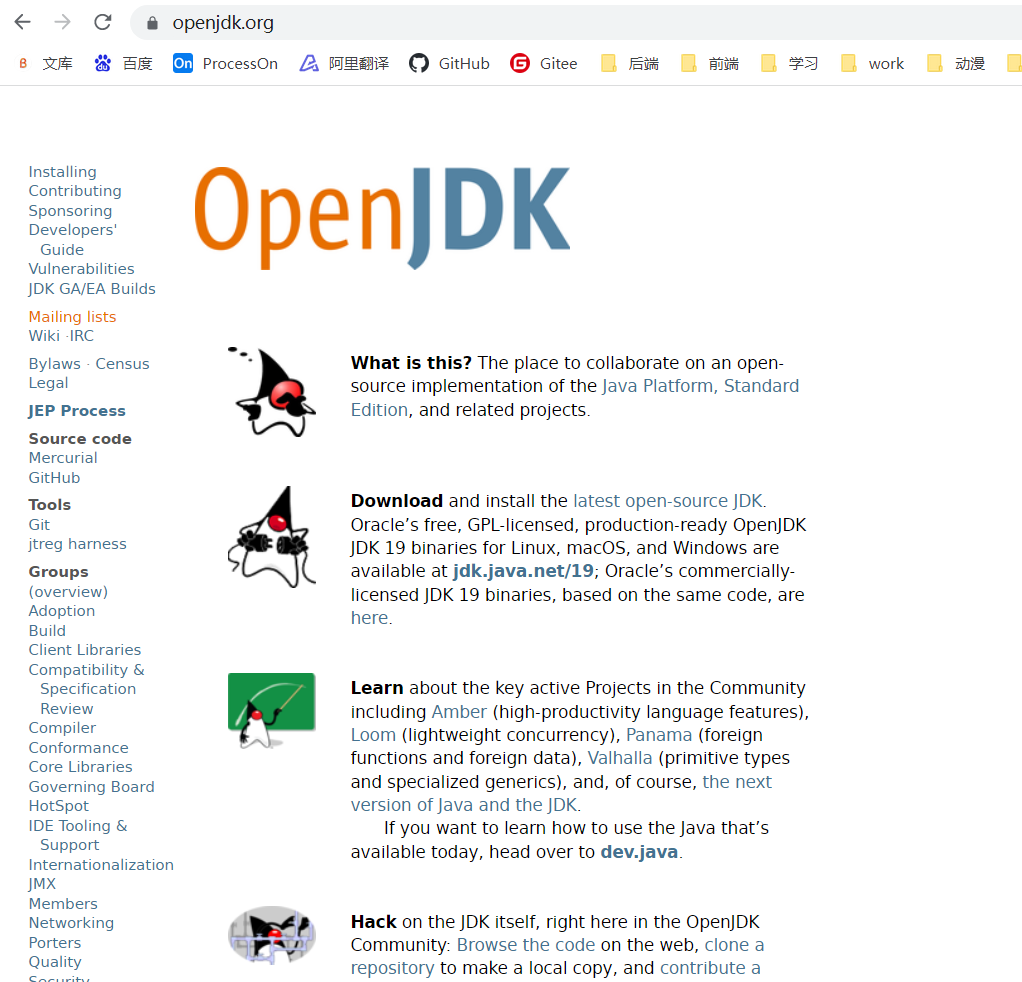 openjdk.org
文库 百度 ProcessOn 阿里翻译 GitHub Gitee 后端 前端 学习 work 动漫
Installing
Contributing
Sponsoring
Developers'
Guide
Vulnerabilities
JDK GA/EA Builds
Mailing lists
Wiki ·IRC
Bylaws · Census
Legal
JEP Process
Source code
Mercurial
GitHub
Tools
Git
jtreg harness
Groups
(overview)
Adoption
Build
Client Libraries
Compatibility &
Specification
Review
Compiler
Conformance
Core Libraries
Governing Board
HotSpot
IDE Tooling &
Support
Internationalization
JMX
Members
Networking
Porters
Quality
Security
OpenJDK
What is this? The place to collaborate on an open-
source implementation of the Java Platform, Standard
Edition, and related projects.
Download and install the latest open-source JDK.
Oracle’s free, GPL-licensed, production-ready OpenJDK
JDK 19 binaries for Linux, macOS, and Windows are
available at jdk.java.net/19; Oracle’s commercially-
licensed JDK 19 binaries, based on the same code, are
here.
Learn about the key active Projects in the Community
including Amber (high-productivity language features),
Loom (lightweight concurrency), Panama (foreign
functions and foreign data), Valhalla (primitive types
and specialized generics), and, of course, the next
version of Java and the JDK.
If you want to learn how to use the Java that’s
available today, head over to dev.java.
Hack on the JDK itself, right here in the OpenJDK
Community: Browse the code on the web, clone a
repository to make a local copy, and contribute a